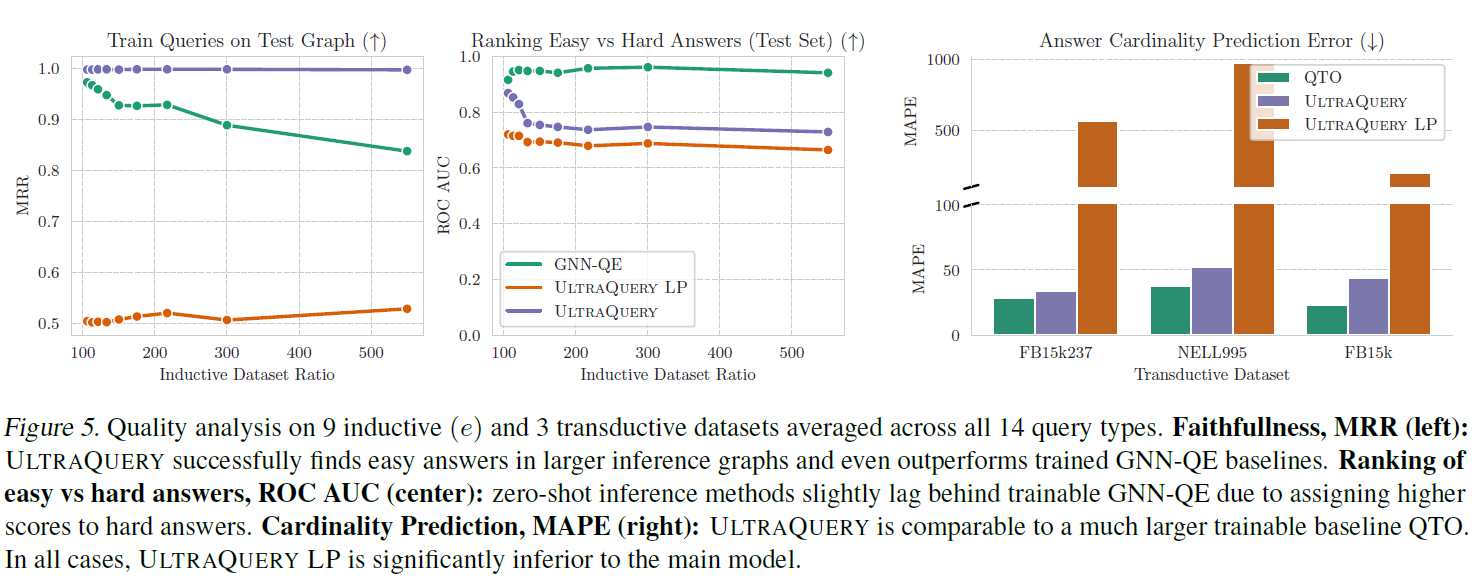 Train Queries on Test Graph (↑)
1.0
0.9
0.8
0.7
0.6
0.5
MRR
100 200 300 400 500
Inductive Dataset Ratio
Ranking Easy vs Hard Answers (Test Set) (↑)
1.0
0.8
0.6
0.4
0.2
0.0
ROC AUC
GNN-QE
ULTRAQUERY LP
ULTRAQUERY
100 200 300 400 500
Inductive Dataset Ratio
Answer Cardinality Prediction Error (↓)
1000
500
MAPE
QTO
ULTRAQUERY
ULTRAQUERY LP
100
50
0
MAPE
FB15k237 NELL995 FB15k
Transductive Dataset
Figure 5. Quality analysis on 9 inductive (e) and 3 transductive datasets averaged across all 14 query types. Faithfullness, MRR (left):
ULTRAQUERY successfully finds easy answers in larger inference graphs and even outperforms trained GNN-QE baselines. Ranking of
easy vs hard answers, ROC AUC (center): zero-shot inference methods slightly lag behind trainable GNN-QE due to assigning higher
scores to hard answers. Cardinality Prediction, MAPE (right): ULTRAQUERY is comparable to a much larger trainable baseline QTO.
In all cases, ULTRAQUERY LP is significantly inferior to the main model.